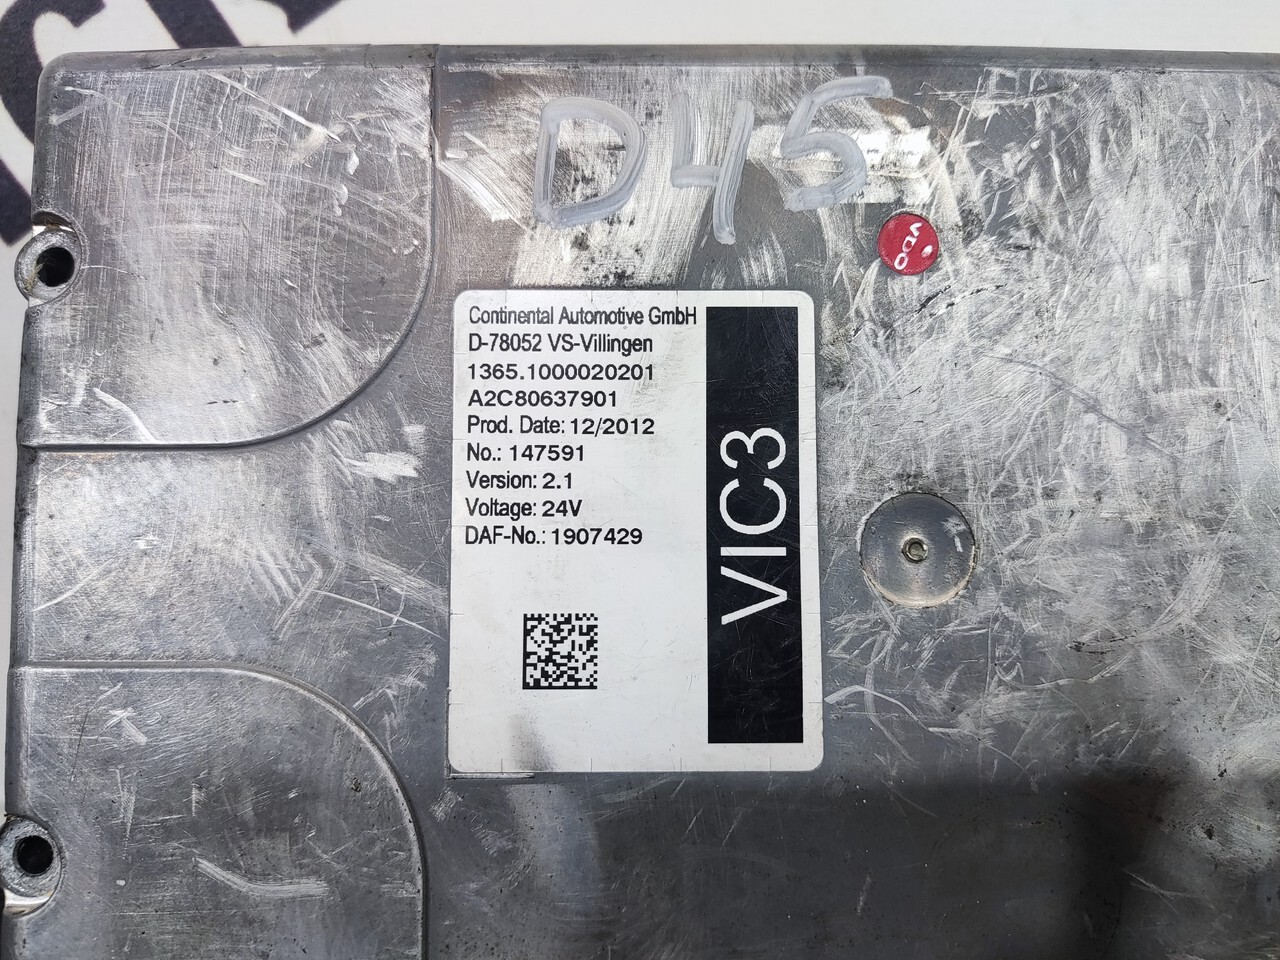 D45
VDO
Continental Automotive GmbH
D-78052 VS-Villingen
1365.1000020201
A2C80637901
Prod. Date: 12/2012
No.: 147591
Version: 2.1
Voltage: 24V
DAF-No.: 1907429
VIC3